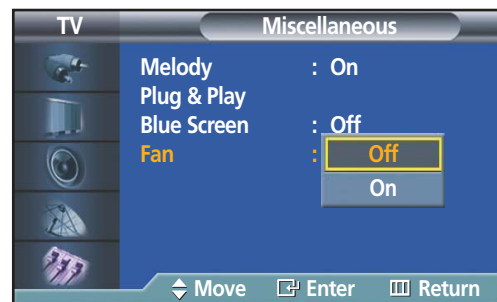 TV Miscellaneous
Melody : On
Plug & Play
Blue Screen : Off
Fan : Off
On
Move Enter Return